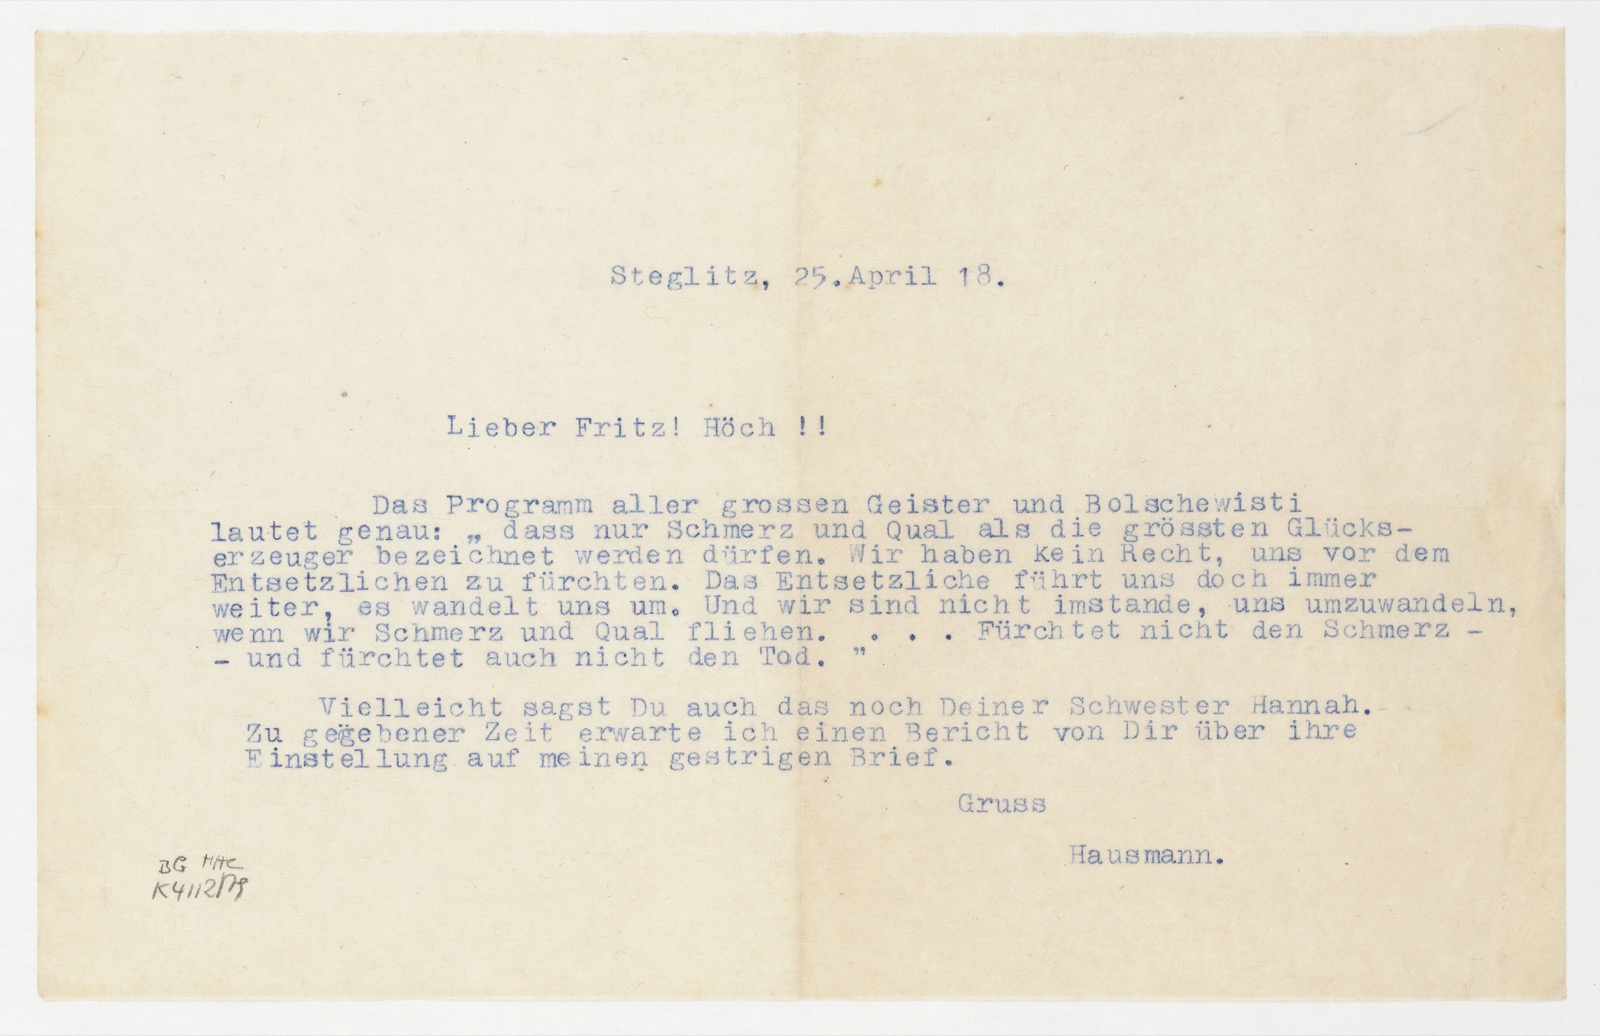 Steglitz, 25.April 18.
Lieber Fritz! Höch !!
Das Programm aller grossen Geister und Bolschewisti
lautet genau: „ dass nur Schmerz und Qual als die grössten Glücks-
erzeuger bezeichnet werden dürfen. Wir haben kein Recht, uns vor dem
Entsetzlichen zu fürchten. Das Entsetzliche führt uns doch immer
weiter, es wandelt uns um. Und wir sind nicht imstande, uns umzuwandeln,
wenn wir Schmerz und Qual fliehen. . . . Fürchtet nicht den Schmerz -
- und fürchtet auch nicht den Tod. ”
Vielleicht sagst Du auch das noch Deiner Schwester Hannah.
Zu gegebener Zeit erwarte ich einen Bericht von Dir über ihre
Einstellung auf meinen gestrigen Brief.
Gruss
Hausmann.
BG HHC
K4112/79